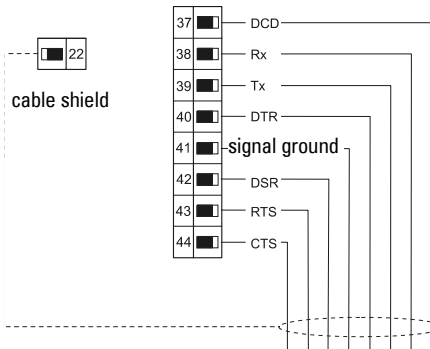 37 DCD
22
38 Rx
cable shield
39 Tx
40 DTR
41 signal ground
42 DSR
43 RTS
44 CTS